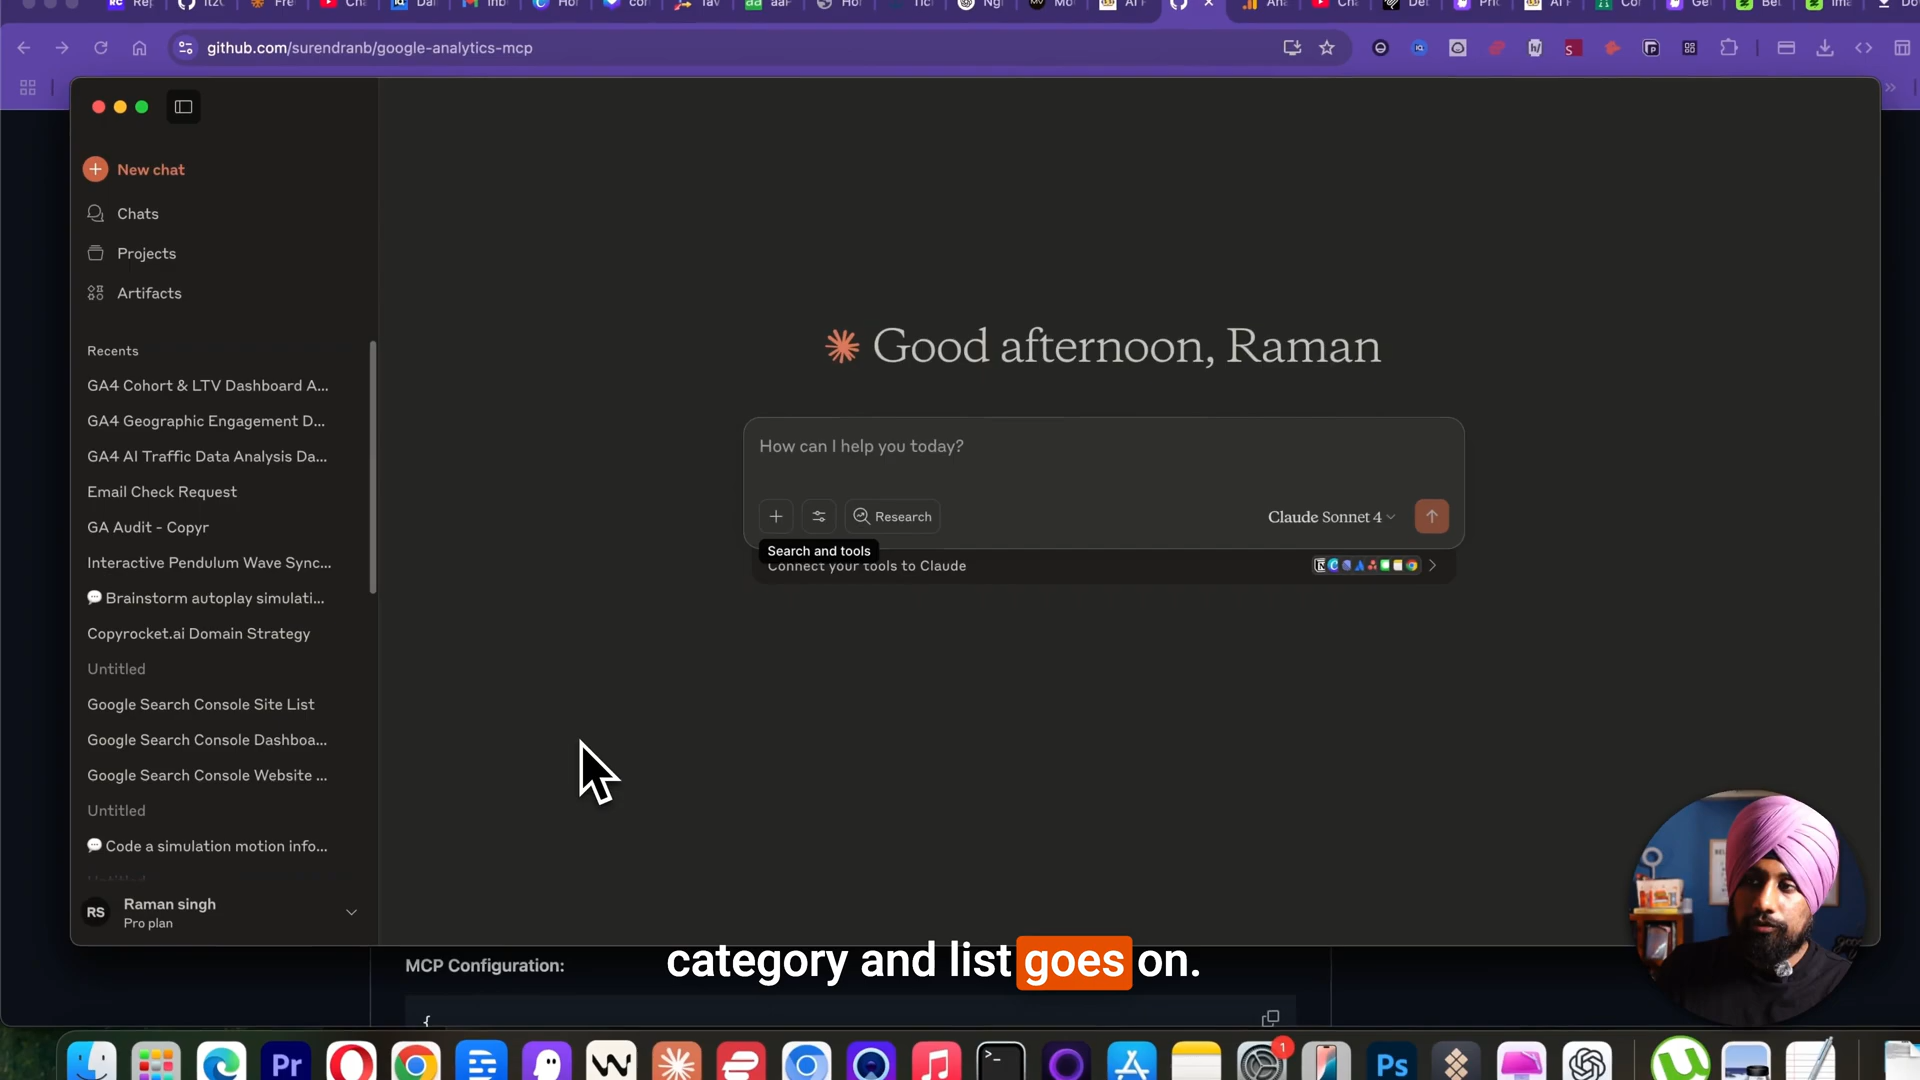 github.com/surendranb/google-analytics-mcp
New chat
Chats
Projects
Artifacts
Recents
GA4 Cohort & LTV Dashboard A...
GA4 Geographic Engagement D...
GA4 AI Traffic Data Analysis Da...
Email Check Request
GA Audit - Copyr
Interactive Pendulum Wave Sync...
Brainstorm autoplay simulati...
Copyrocket.ai Domain Strategy
Untitled
Google Search Console Site List
Google Search Console Dashboa...
Google Search Console Website ...
Untitled
Code a simulation motion info...
RS
Raman singh
Pro plan
Good afternoon, Raman
How can I help you today?
Research
Claude Sonnet 4
Search and tools
Connect your tools to Claude
MCP Configuration:
{
category and list goes on.
Pr
1
Ps